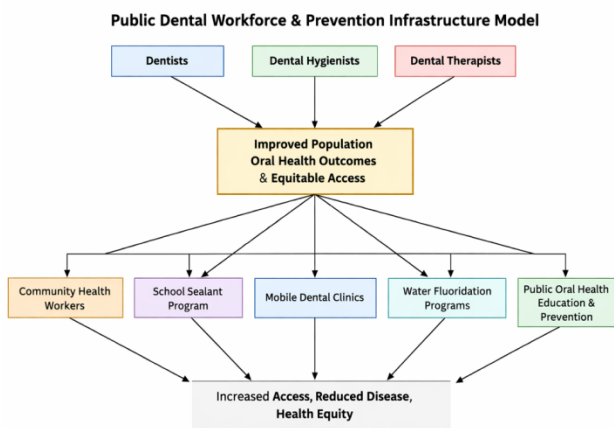 Public Dental Workforce & Prevention Infrastructure Model
Dentists
Dental Hygienists
Dental Therapists
Improved Population
Oral Health Outcomes
& Equitable Access
Community Health
Workers
School Sealant
Program
Mobile Dental Clinics
Water Fluoridation
Programs
Public Oral Health
Education &
Prevention
Increased Access, Reduced Disease,
Health Equity